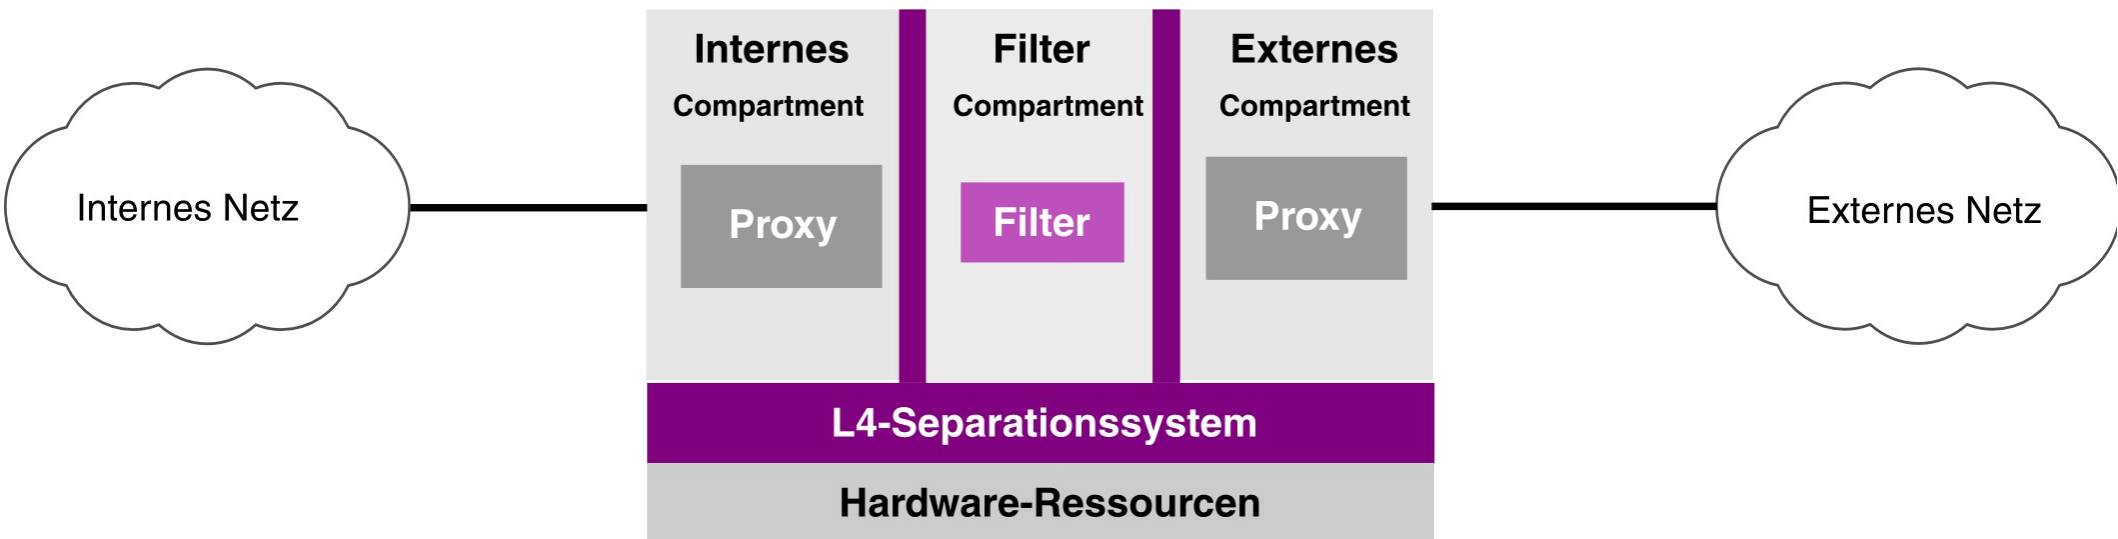 Internes Netz
Internes
Compartment
Proxy
Filter
Compartment
Filter
Externes
Compartment
Proxy
Externes Netz
L4-Separationssystem
Hardware-Ressourcen